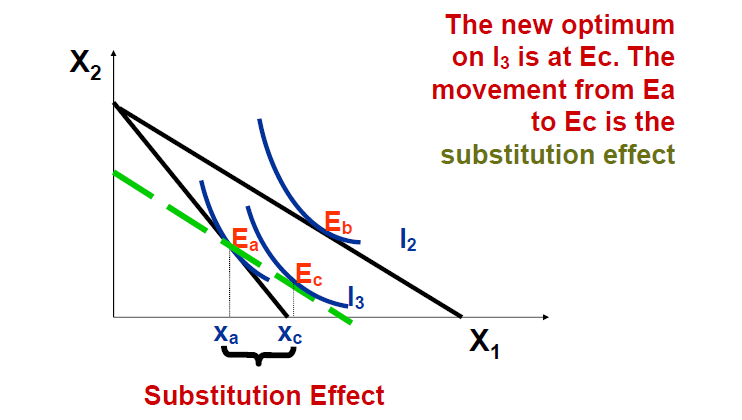 The new optimum
on I3 is at Ec. The
movement from Ea
to Ec is the
substitution effect
X2
Eb
I2
Ea
Ec
I3
xa xc
X1
Substitution Effect